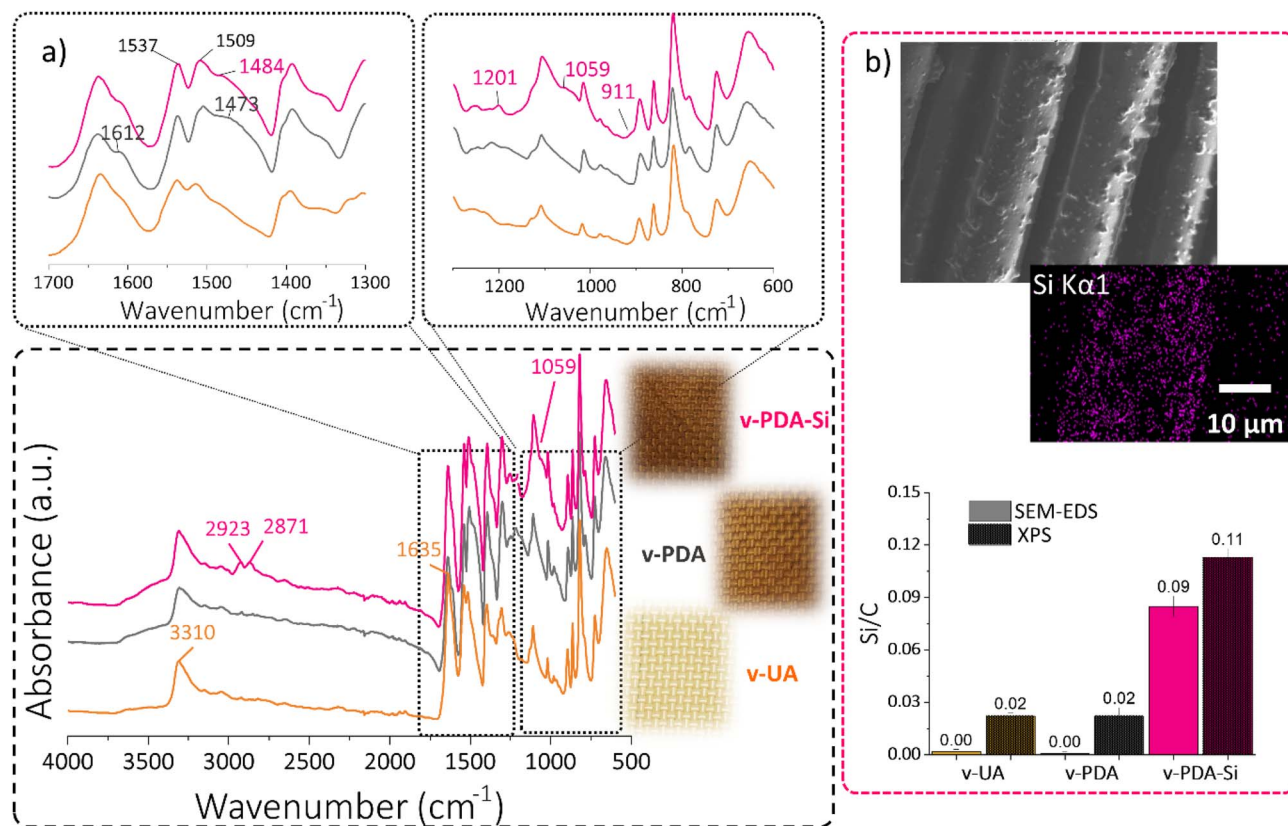 a)
1537
1509
1484
1473
1612
1700 1600 1500 1400 1300
Wavenumber (cm⁻¹)
1201
1059
911
1200 1000 800 600
Wavenumber (cm⁻¹)
1059
v-PDA-Si
2923 2871
1635
v-PDA
3310
v-UA
Absorbance (a.u.)
4000 3500 3000 2500 2000 1500 1000 500
Wavenumber (cm⁻¹)
b)
Si Kα1
10 μm
SEM-EDS
XPS
0.15
0.12
0.09
0.06
0.03
0.00
Si/C
0.00
0.02
0.00
0.02
0.09
0.11
v-UA v-PDA v-PDA-Si